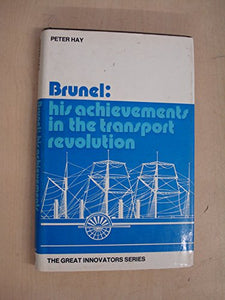 PETER HAY
Brunel:
his achievements
in the transport
revolution
THE GREAT INNOVATORS SERIES